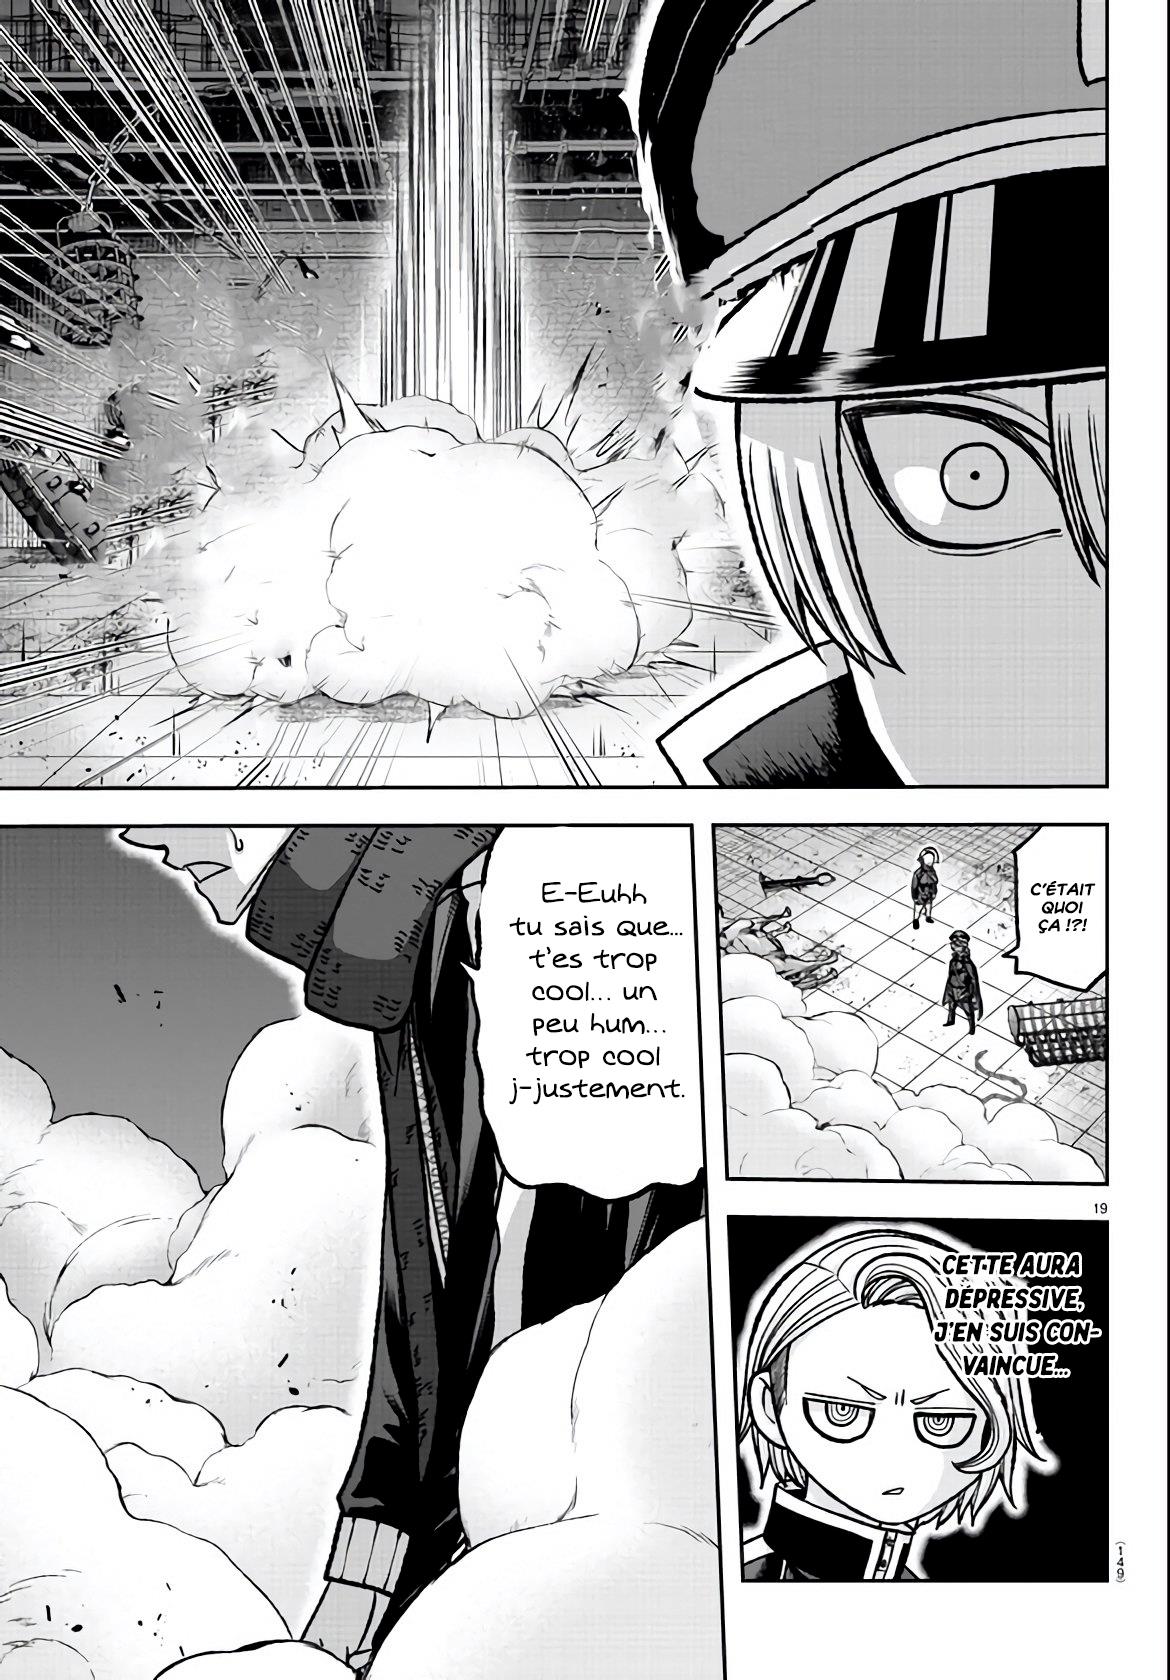 C'ÉTAIT
QUOI
ÇA !?!
19
CETTE AURA
DÉPRESSIVE,
J'EN SUIS CON-
VAINCUE...
E-Euhh
tu sais que...
t'es trop
cool... un
peu hum...
trop cool
j-justement.
(149)